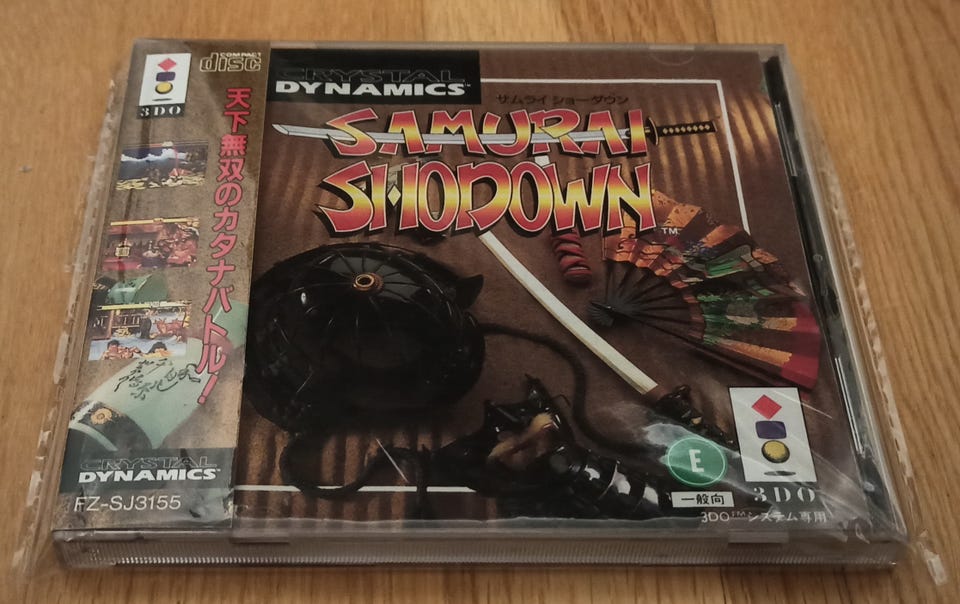 3DO
COMPACT
disc
天下無双のカタナバトル!
CRYSTAL
DYNAMICS
FZ-SJ3155
CRYSTAL
DYNAMICS™
サムライ ショーダウン
SAMURAI
SHODOWN
TM
E
一般向
3DO
3DO™システム専用